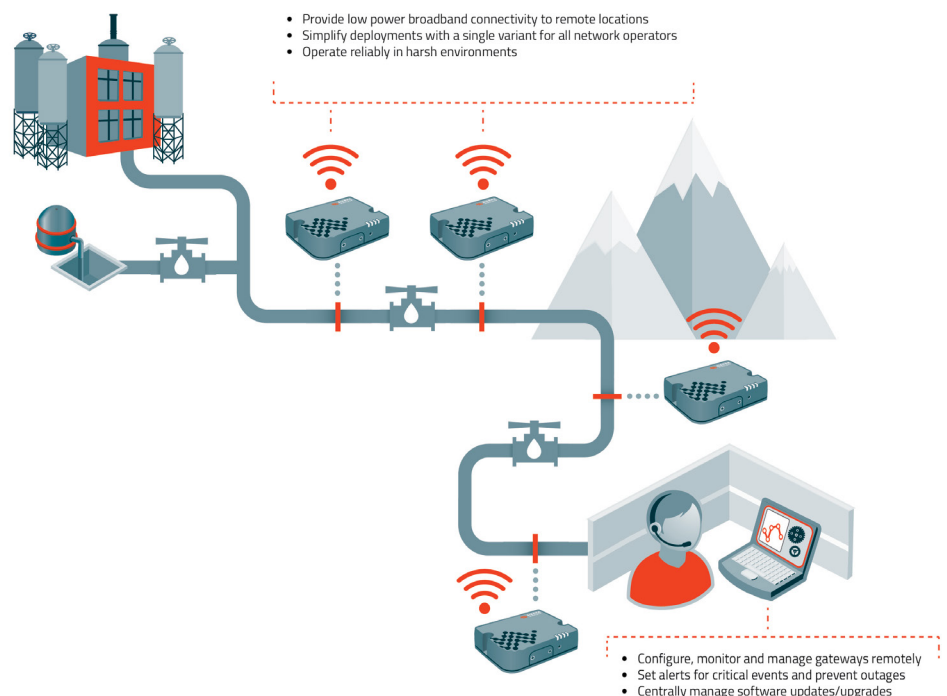 • Provide low power broadband connectivity to remote locations
• Simplify deployments with a single variant for all network operators
• Operate reliably in harsh environments
• Configure, monitor and manage gateways remotely
• Set alerts for critical events and prevent outages
• Centrally manage software updates/upgrades